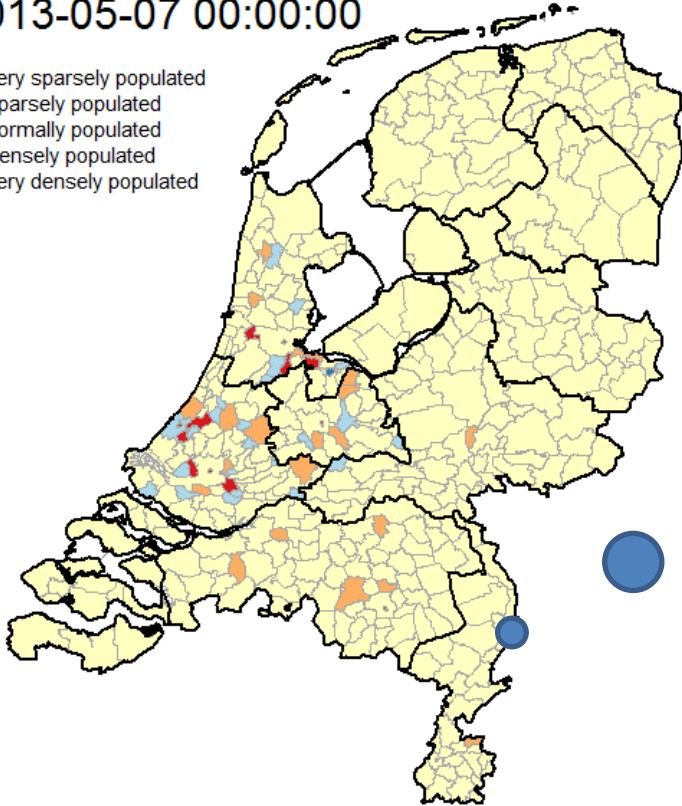 013-05-07 00:00:00
ery sparsely populated
parsely populated
ormally populated
ensely populated
ery densely populated